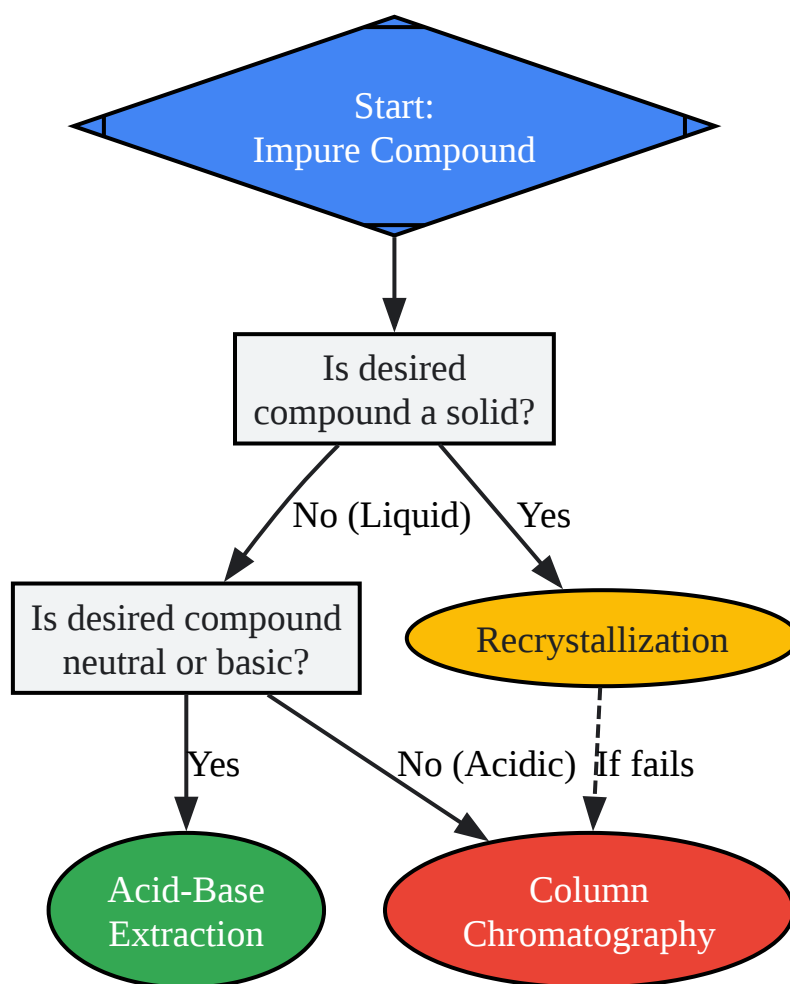 Start:
Impure Compound
Is desired
compound a solid?
No (Liquid)
Yes
Is desired compound
neutral or basic?
Recrystallization
Yes
No (Acidic)
If fails
Acid-Base
Extraction
Column
Chromatography